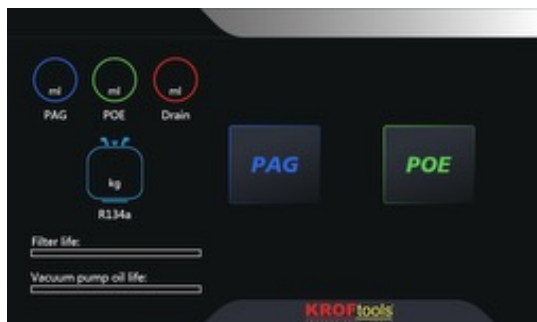 ml ml ml
PAG POE Drain
kg
R134a
Filter life:
Vacuum pump oil life:
PAG POE
KROFtools